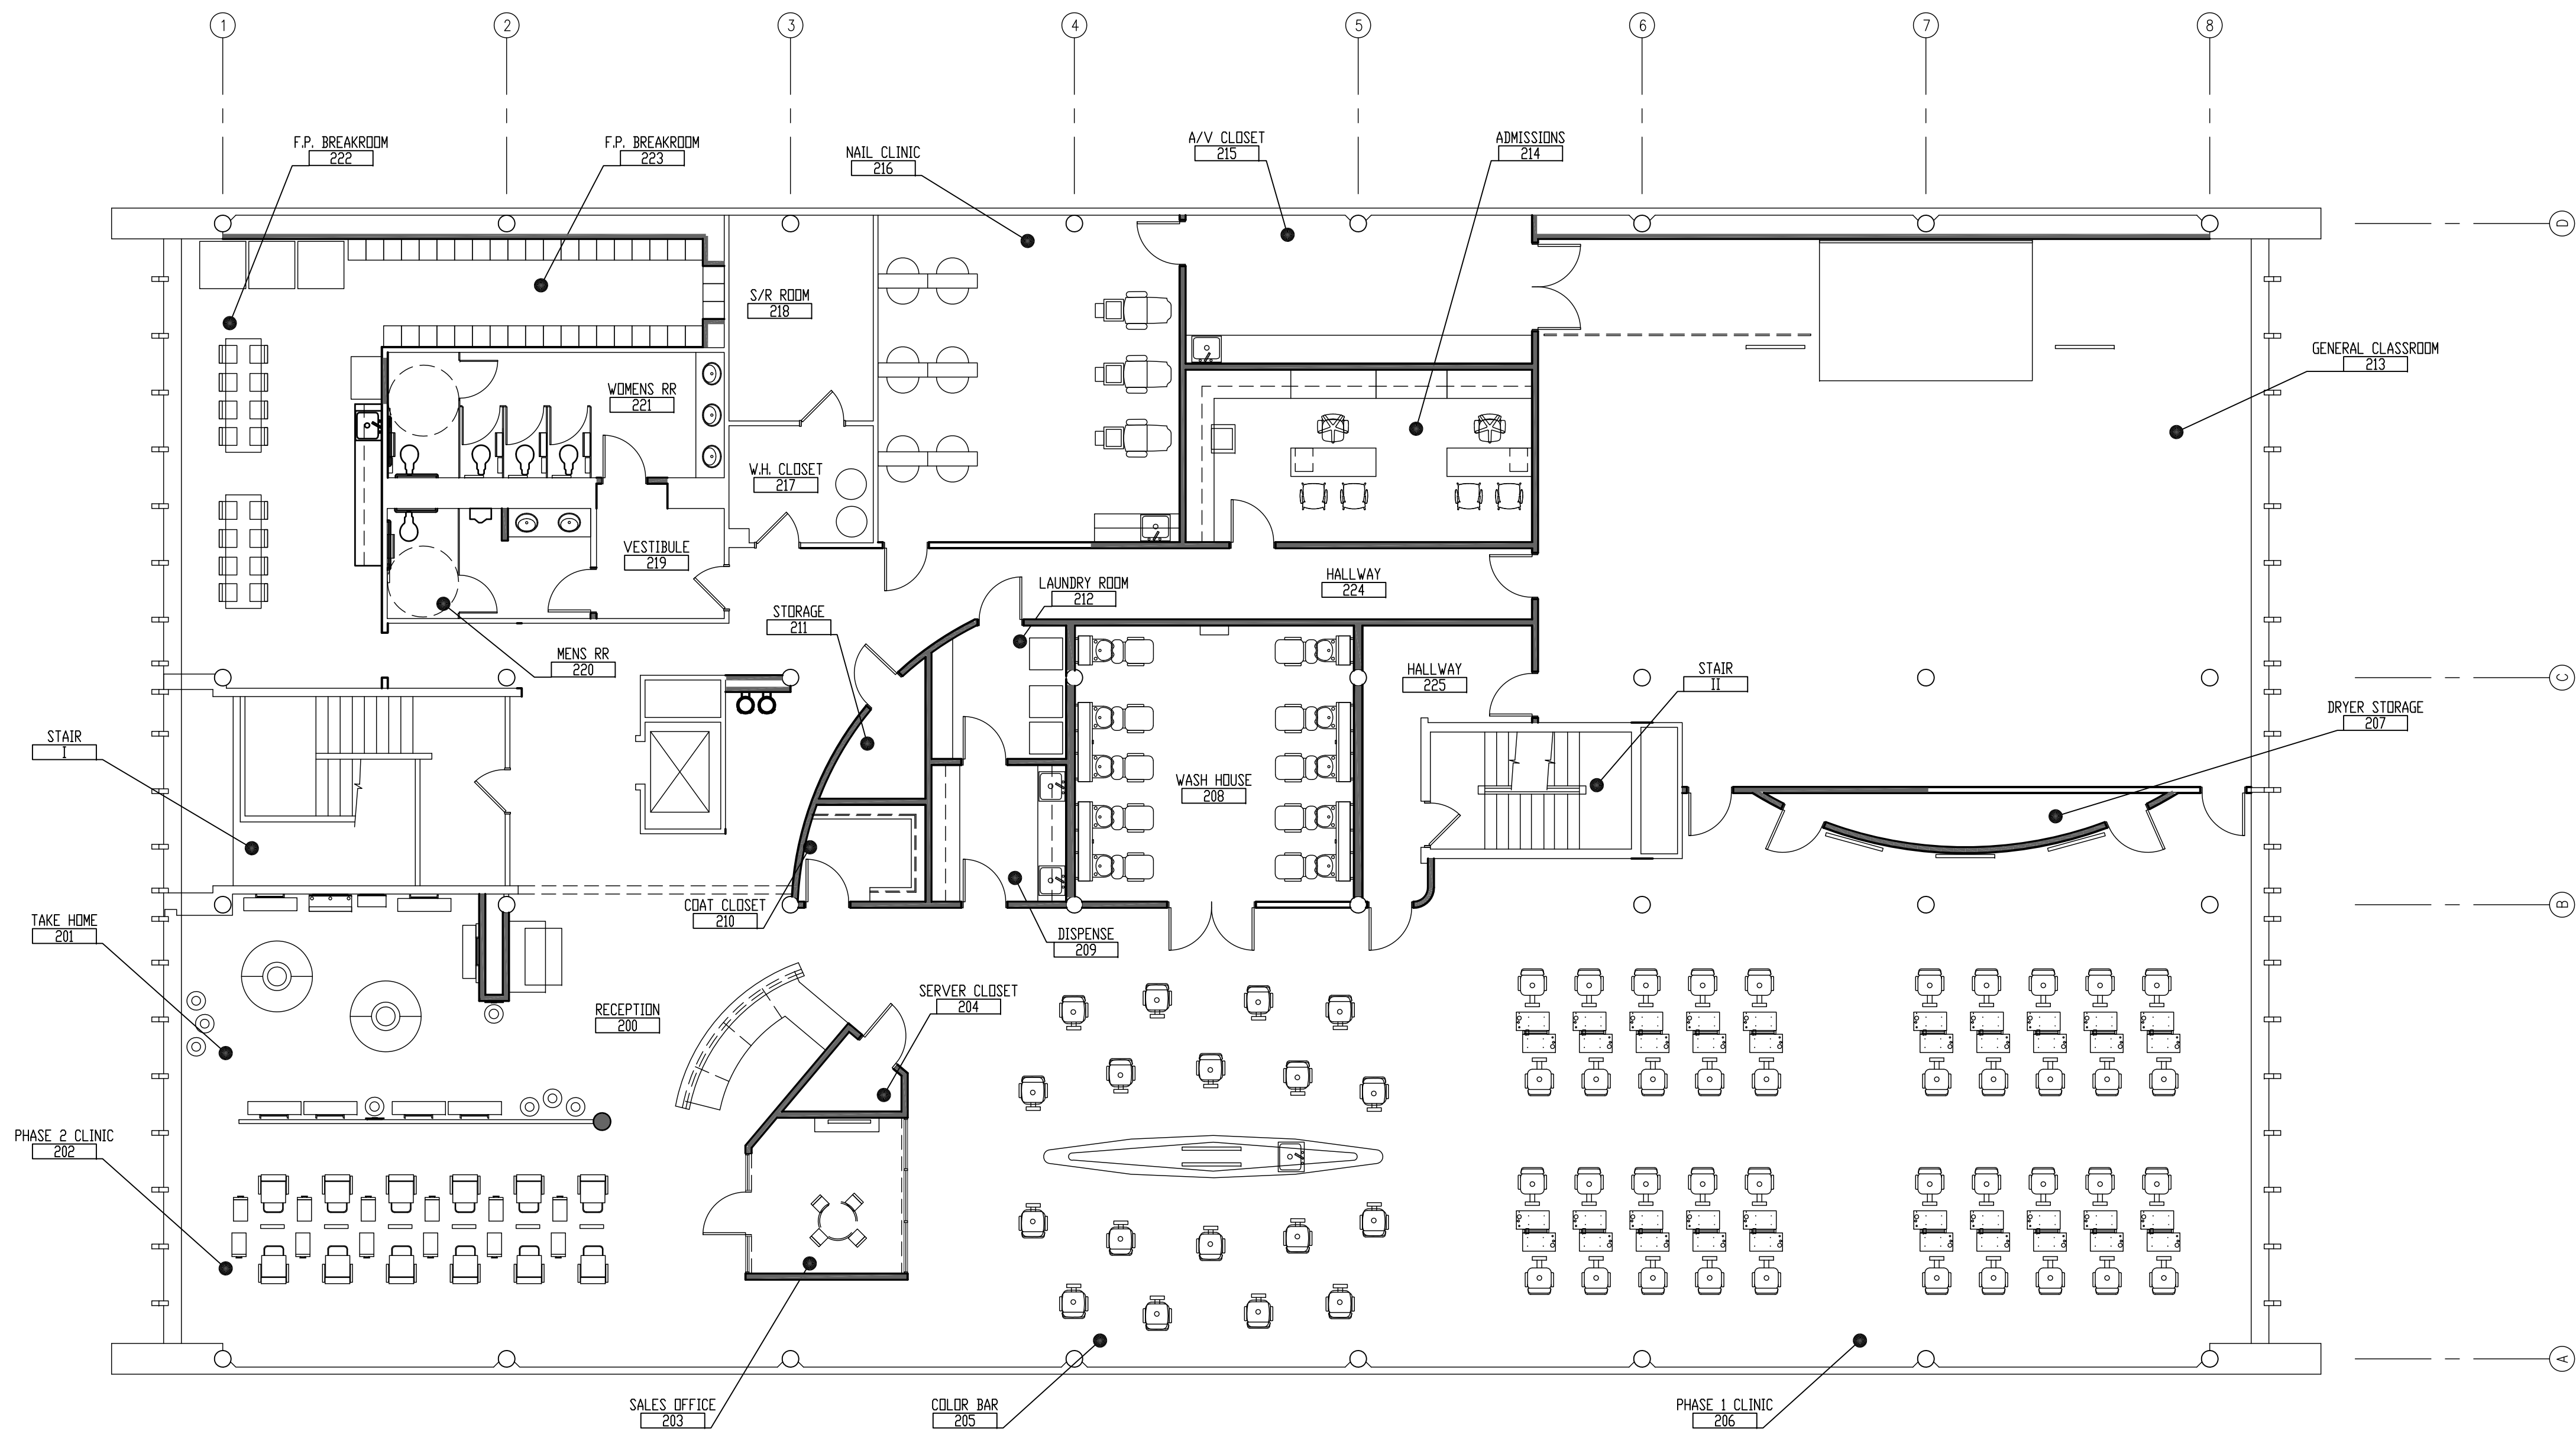 1
2
3
4
5
6
7
8
F.P. BREAKROOM
222
F.P. BREAKROOM
223
NAIL CLINIC
216
A/V CLOSET
215
ADMISSIONS
214
D
S/R ROOM
218
GENERAL CLASSROOM
213
WOMENS RR
221
W.H. CLOSET
217
VESTIBULE
219
HALLWAY
224
LAUNDRY ROOM
212
STORAGE
211
MENS RR
220
HALLWAY
225
STAIR
II
C
DRYER STORAGE
207
STAIR
I
WASH HOUSE
208
COAT CLOSET
210
B
TAKE HOME
201
DISPENSE
209
SERVER CLOSET
204
RECEPTION
200
PHASE 2 CLINIC
202
A
SALES OFFICE
203
COLOR BAR
205
PHASE 1 CLINIC
206